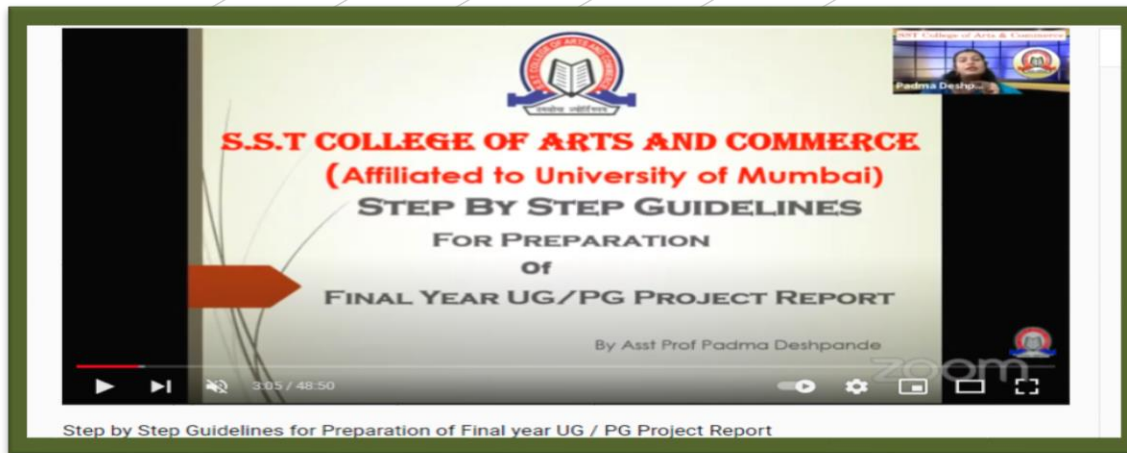 S.S.T COLLEGE OF ARTS AND COMMERCE
(Affiliated to University of Mumbai)
STEP BY STEP GUIDELINES
FOR PREPARATION
Of
FINAL YEAR UG/PG PROJECT REPORT
By Asst Prof Padma Deshpande
SST College of Arts & Commerce
Padma Deshp...
zoom
3:05 / 48:50
Step by Step Guidelines for Preparation of Final year UG / PG Project Report